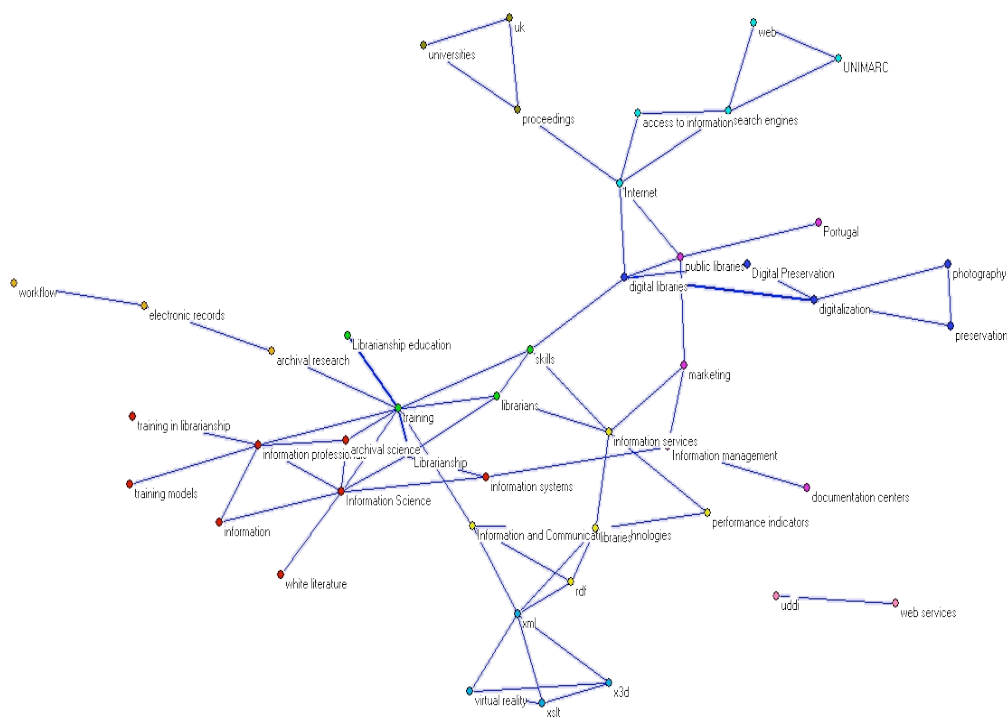 uk
web
universities
UNIMARC
proceedings
access to information
search engines
Internet
Portugal
public libraries
Digital Preservation
photography
digital libraries
workflow
digitalization
electronic records
preservation
Librarianship education
archival research
skills
marketing
librarians
training
training in librarianship
information professionals
archival science
information services
Information management
Librarianship
training models
Information Science
information systems
documentation centers
information
performance indicators
Information and Communicati
hnologies
libraries
white literature
rdf
uddi
web services
xml
virtual reality
x3d
xslt